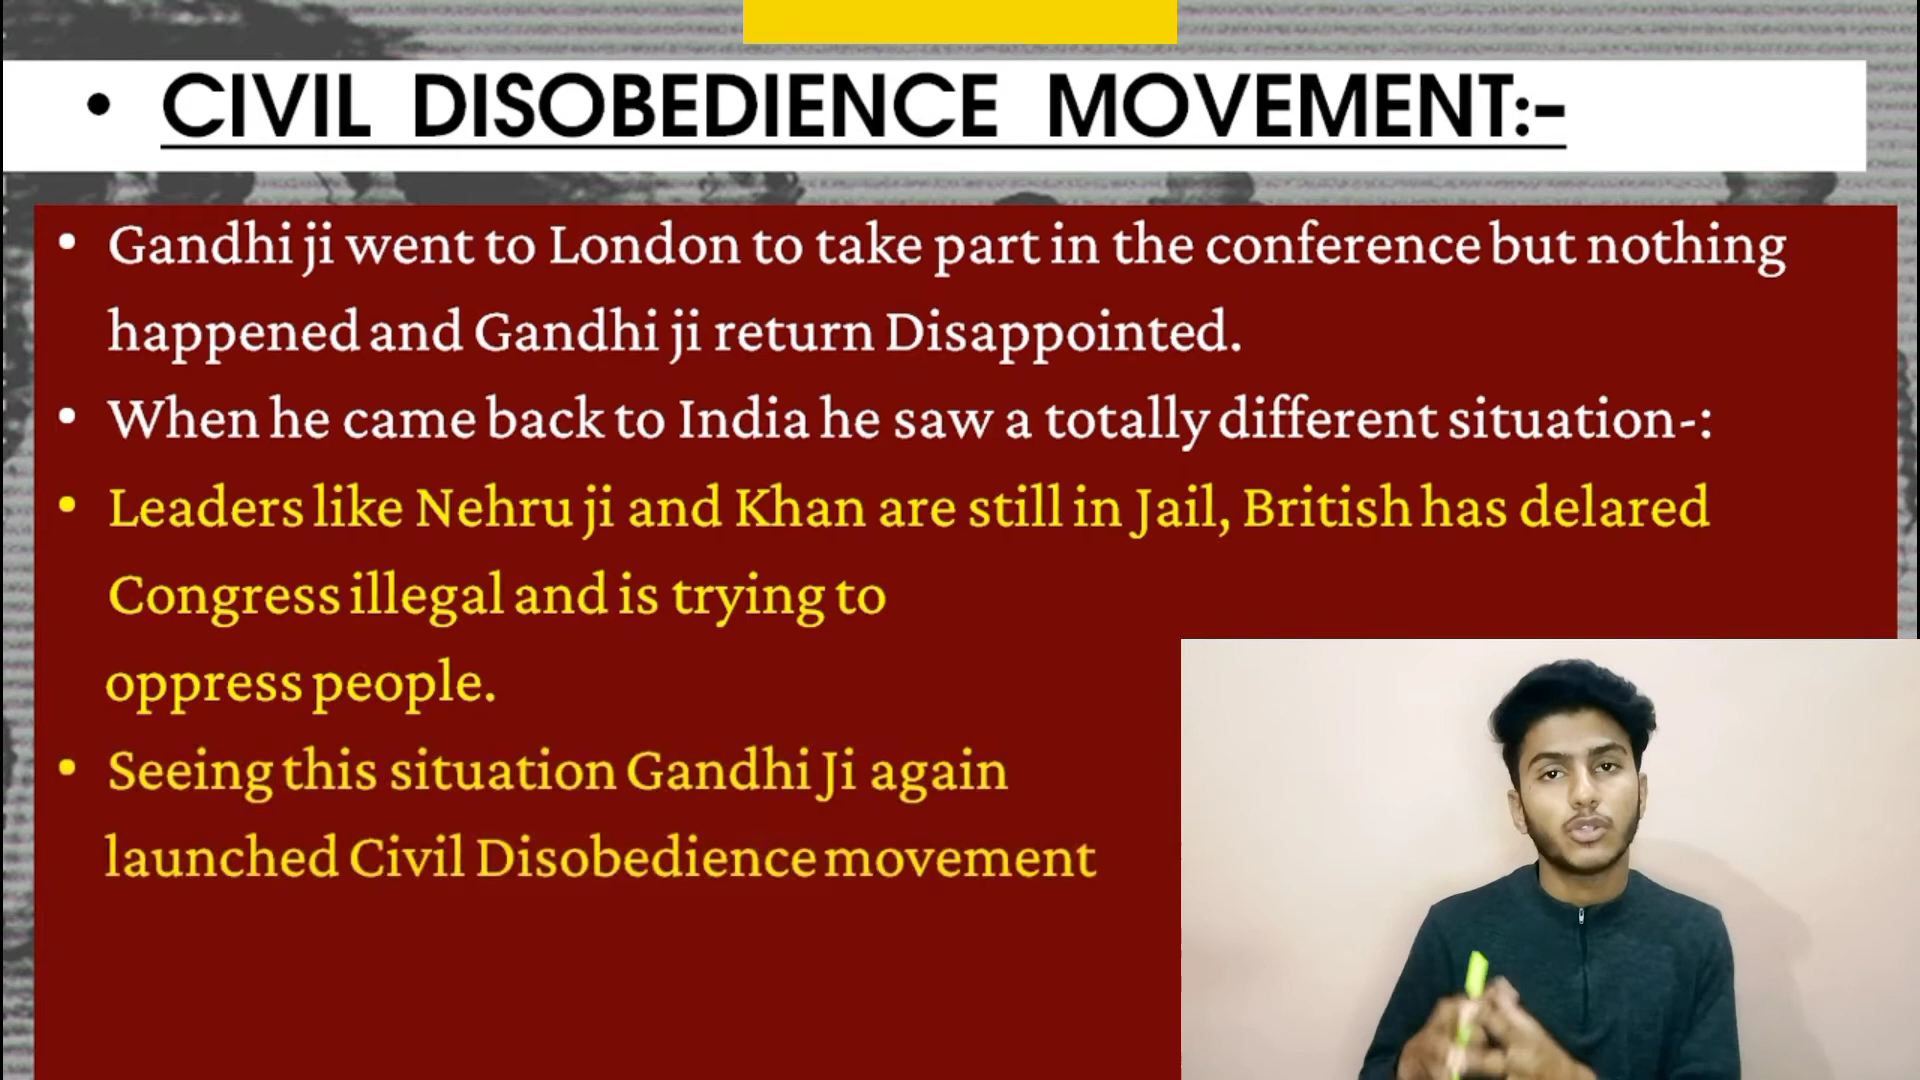 • CIVIL DISOBEDIENCE MOVEMENT:-
• Gandhi ji went to London to take part in the conference but nothing
happened and Gandhi ji return Disappointed.
• When he came back to India he saw a totally different situation-:
• Leaders like Nehru ji and Khan are still in Jail, British has delared
Congress illegal and is trying to
oppress people.
• Seeing this situation Gandhi Ji again
launched Civil Disobedience movement